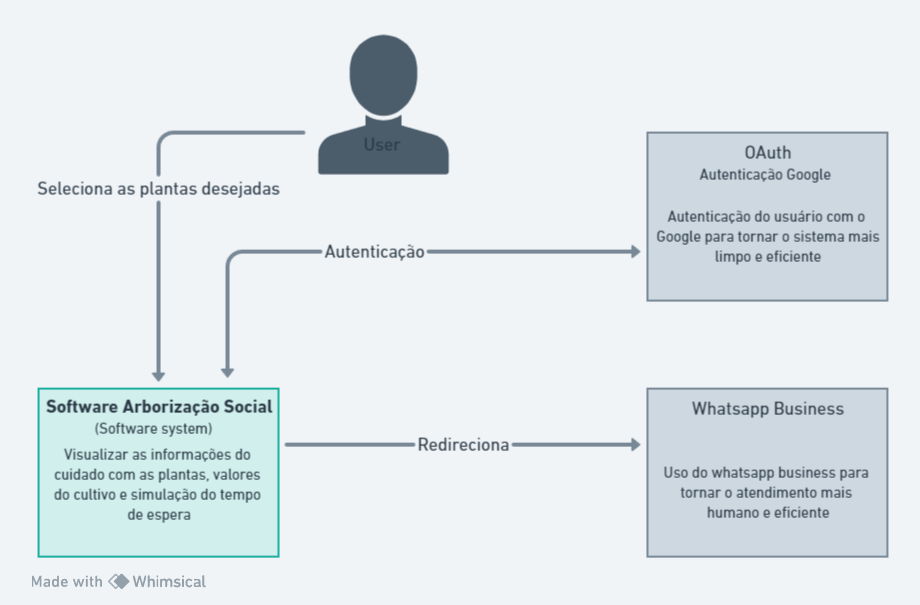 User
Seleciona as plantas desejadas
Autenticação
OAuth
Autenticação Google
Autenticação do usuário com o
Google para tornar o sistema mais
limpo e eficiente
Software Arborização Social
(Software system)
Visualizar as informações do
cuidado com as plantas, valores
do cultivo e simulação do tempo
de espera
Redireciona
Whatsapp Business
Uso do whatsapp business para
tornar o atendimento mais
humano e eficiente
Made with Whimsical